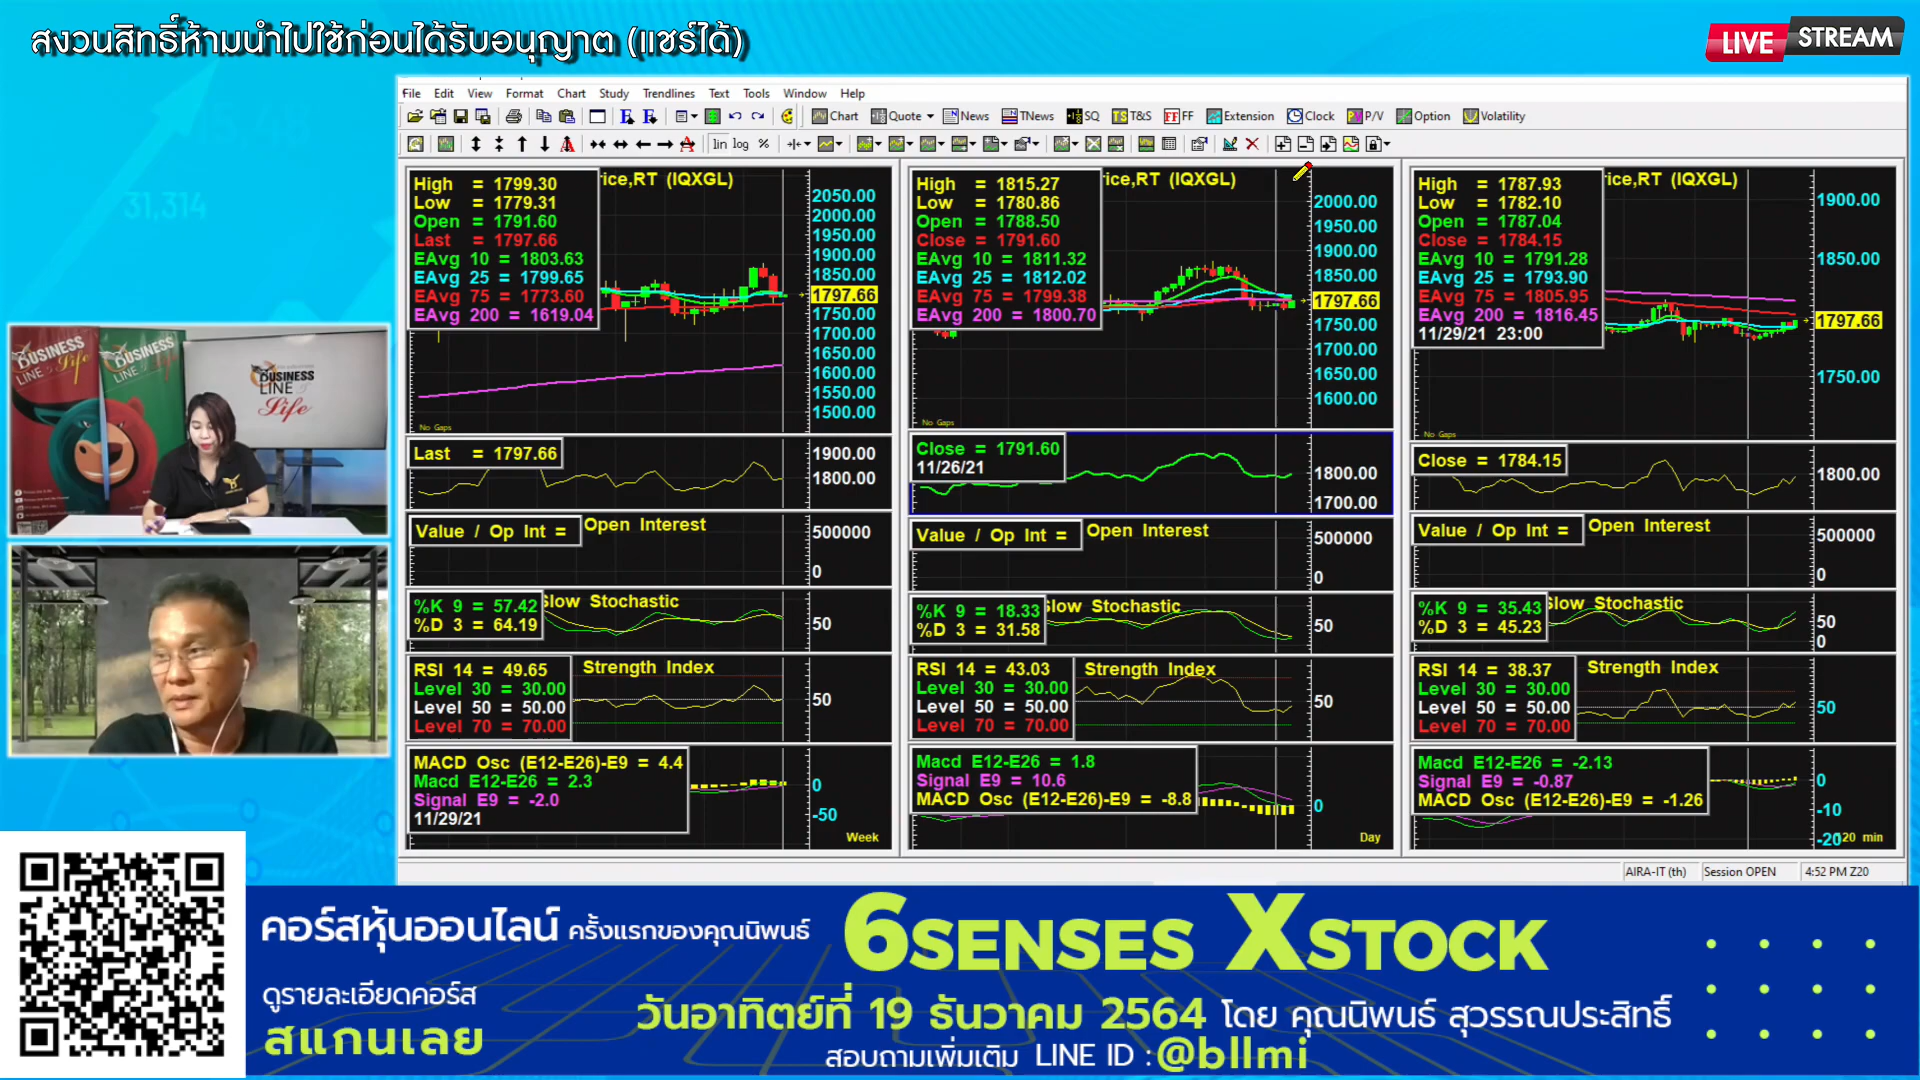 สงวนสิทธิ์ห้ามนำไปใช้ก่อนได้รับอนุญาต (แชร์ได้)
LIVE STREAM
File Edit View Format Chart Study Trendlines Text Tools Window Help
Chart Quote News TNews SQ T&S FF Extension Clock P/V Option Volatility
lin log %
High = 1799.30
Low = 1779.31
Open = 1791.60
Last = 1797.66
EAvg 10 = 1803.63
EAvg 25 = 1799.65
EAvg 75 = 1773.60
EAvg 200 = 1619.04
rice,RT (IQXGL)
2050.00
2000.00
1950.00
1900.00
1850.00
1797.66
1750.00
1700.00
1650.00
1600.00
1550.00
1500.00
No Gaps
Last = 1797.66
1900.00
1800.00
Value / Op Int =
Open Interest
500000
0
%K 9 = 57.42
%D 3 = 64.19
Slow Stochastic
50
RSI 14 = 49.65
Level 30 = 30.00
Level 50 = 50.00
Level 70 = 70.00
Strength Index
50
MACD Osc (E12-E26)-E9 = 4.4
Macd E12-E26 = 2.3
Signal E9 = -2.0
11/29/21
0
-50
Week
High = 1815.27
Low = 1780.86
Open = 1788.50
Close = 1791.60
EAvg 10 = 1811.32
EAvg 25 = 1812.02
EAvg 75 = 1799.38
EAvg 200 = 1800.70
rice,RT (IQXGL)
2000.00
1950.00
1900.00
1850.00
1797.66
1750.00
1700.00
1650.00
1600.00
No Gaps
Close = 1791.60
11/26/21
1800.00
1700.00
Value / Op Int =
Open Interest
500000
0
%K 9 = 18.33
%D 3 = 31.58
Slow Stochastic
50
RSI 14 = 43.03
Level 30 = 30.00
Level 50 = 50.00
Level 70 = 70.00
Strength Index
50
Macd E12-E26 = 1.8
Signal E9 = 10.6
MACD Osc (E12-E26)-E9 = -8.8
0
Day
High = 1787.93
Low = 1782.10
Open = 1787.04
Close = 1784.15
EAvg 10 = 1791.28
EAvg 25 = 1793.90
EAvg 75 = 1805.95
EAvg 200 = 1816.45
11/29/21 23:00
rice,RT (IQXGL)
1900.00
1850.00
1797.66
1750.00
No Gaps
Close = 1784.15
1800.00
Value / Op Int =
Open Interest
500000
0
%K 9 = 35.43
%D 3 = 45.23
Slow Stochastic
50
0
RSI 14 = 38.37
Level 30 = 30.00
Level 50 = 50.00
Level 70 = 70.00
Strength Index
50
Macd E12-E26 = -2.13
Signal E9 = -0.87
MACD Osc (E12-E26)-E9 = -1.26
0
-10
-20
120 min
AIRA-IT (th) Session OPEN 4:52 PM Z20
31,314
BUSINESS LINE & Life
BUSINESS LINE & Life
BUSINESS LINE & Life
คอร์สหุ้นออนไลน์ ครั้งแรกของคุณนิพนธ์ 6SENSES XSTOCK
ดูรายละเอียดคอร์ส
สแกนเลย
วันอาทิตย์ที่ 19 ธันวาคม 2564 โดย คุณนิพนธ์ สุวรรณประสิทธิ์
สอบถามเพิ่มเติม LINE ID : @bllmi